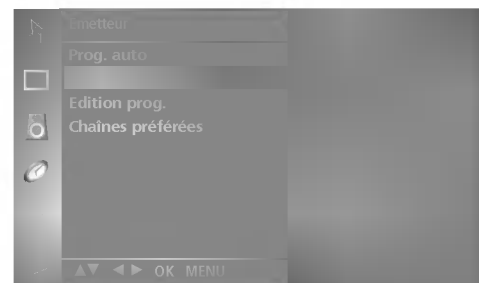 Emetteur
Prog. auto
Edition prog.
Chaînes préférées
▲▼ ◄► OK MENU